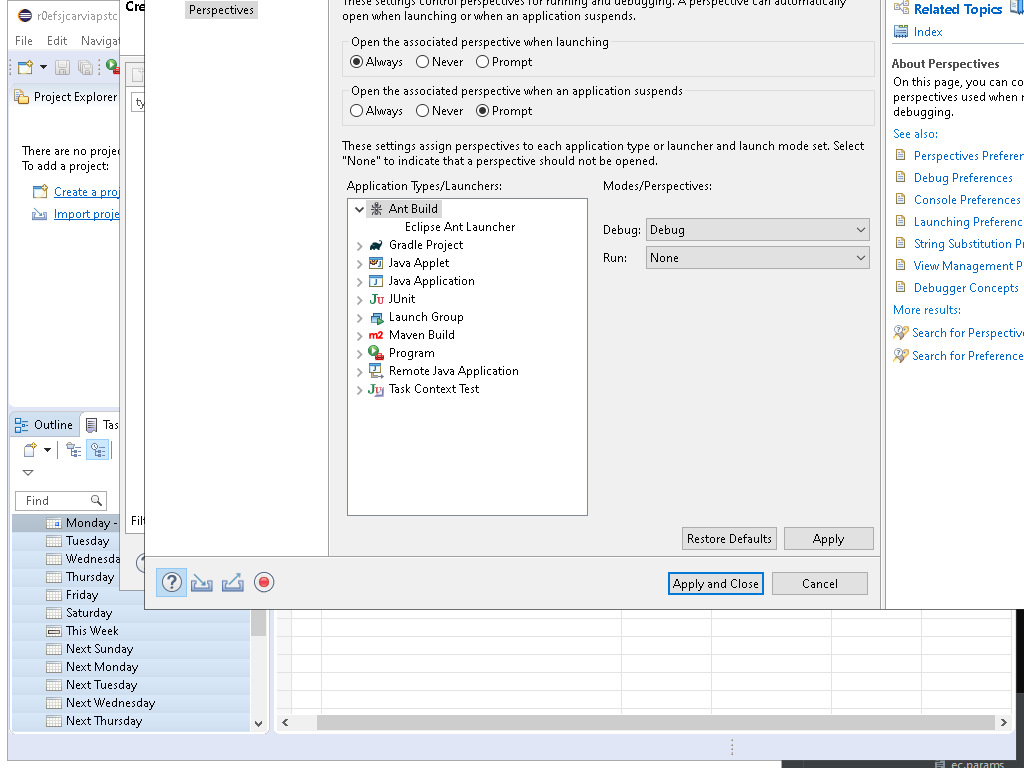 r0efsjcarviapstc
File Edit Navigat
Project Explorer
There are no proje
To add a project:
Create a proj
Import proje
Outline Tas
Find
Monday -
Tuesday
Wednesda
Thursday
Friday
Saturday
This Week
Next Sunday
Next Monday
Next Tuesday
Next Wednesday
Next Thursday
Cre
ty
Filt
Perspectives
These settings control perspectives for running and debugging. A perspective can automatically
open when launching or when an application suspends.
Open the associated perspective when launching
Always Never Prompt
Open the associated perspective when an application suspends
Always Never Prompt
These settings assign perspectives to each application type or launcher and launch mode set. Select
"None" to indicate that a perspective should not be opened.
Application Types/Launchers:
Ant Build
Eclipse Ant Launcher
Gradle Project
Java Applet
Java Application
JUnit
Launch Group
Maven Build
Program
Remote Java Application
Task Context Test
Modes/Perspectives:
Debug: Debug
Run: None
Restore Defaults Apply
Apply and Close Cancel
Related Topics
Index
About Perspectives
On this page, you can co
perspectives used when r
debugging.
See also:
Perspectives Preferen
Debug Preferences
Console Preferences
Launching Preferenc
String Substitution P
View Management P
Debugger Concepts
More results:
Search for Perspective
Search for Preference
ec.params